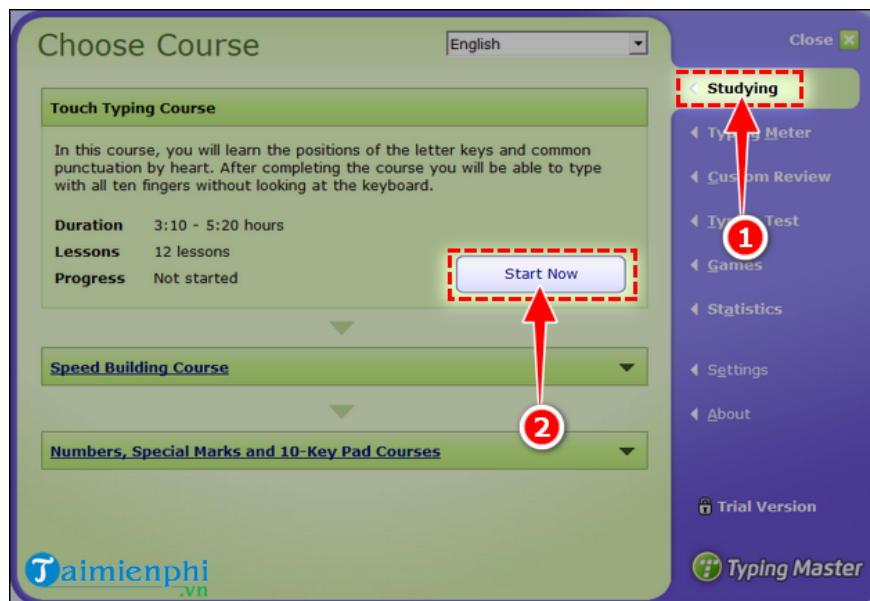 Choose Course
English
Close
Touch Typing Course
In this course, you will learn the positions of the letter keys and common
punctuation by heart. After completing the course you will be able to type
with all ten fingers without looking at the keyboard.
Duration 3:10 - 5:20 hours
Lessons 12 lessons
Progress Not started
Start Now
Speed Building Course
Numbers, Special Marks and 10-Key Pad Courses
Studying
Typing Meter
Custom Review
Typing Test
Games
Statistics
Settings
About
Trial Version
Typing Master
1
2
Taimienphi
.vn